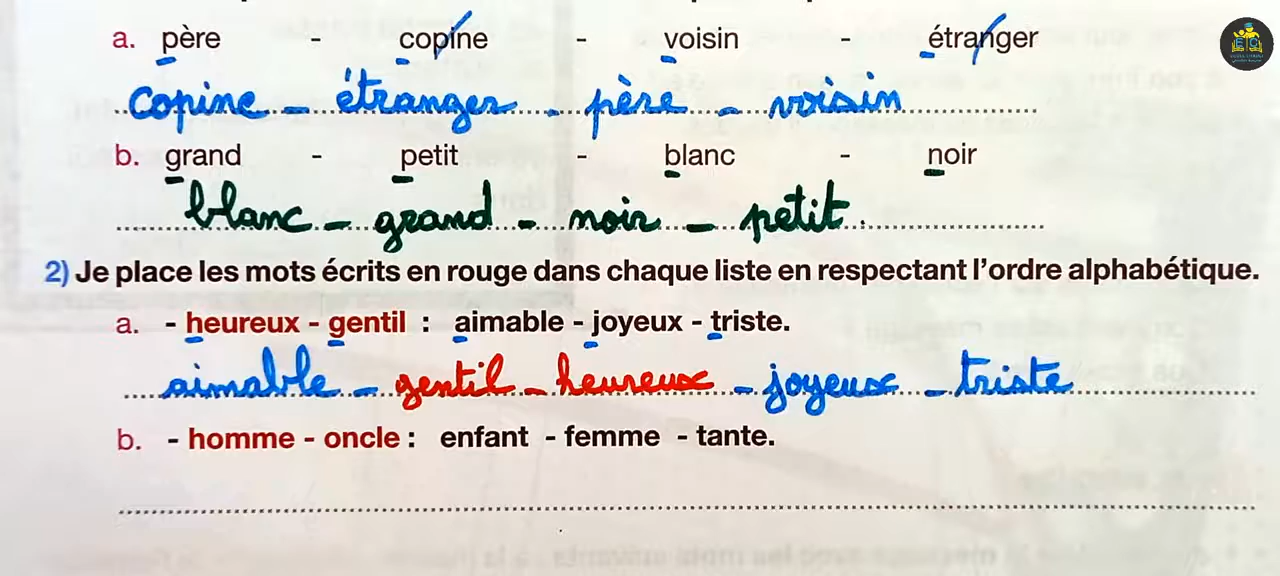 a. père - copine - voisin - étranger
copine - étranger - père - voisin
b. grand - petit - blanc - noir
blanc - grand - noir - petit.
2) Je place les mots écrits en rouge dans chaque liste en respectant l'ordre alphabétique.
a. - heureux - gentil : aimable - joyeux - triste.
aimable - gentil - heureux - joyeux - triste
b. - homme - oncle : enfant - femme - tante.